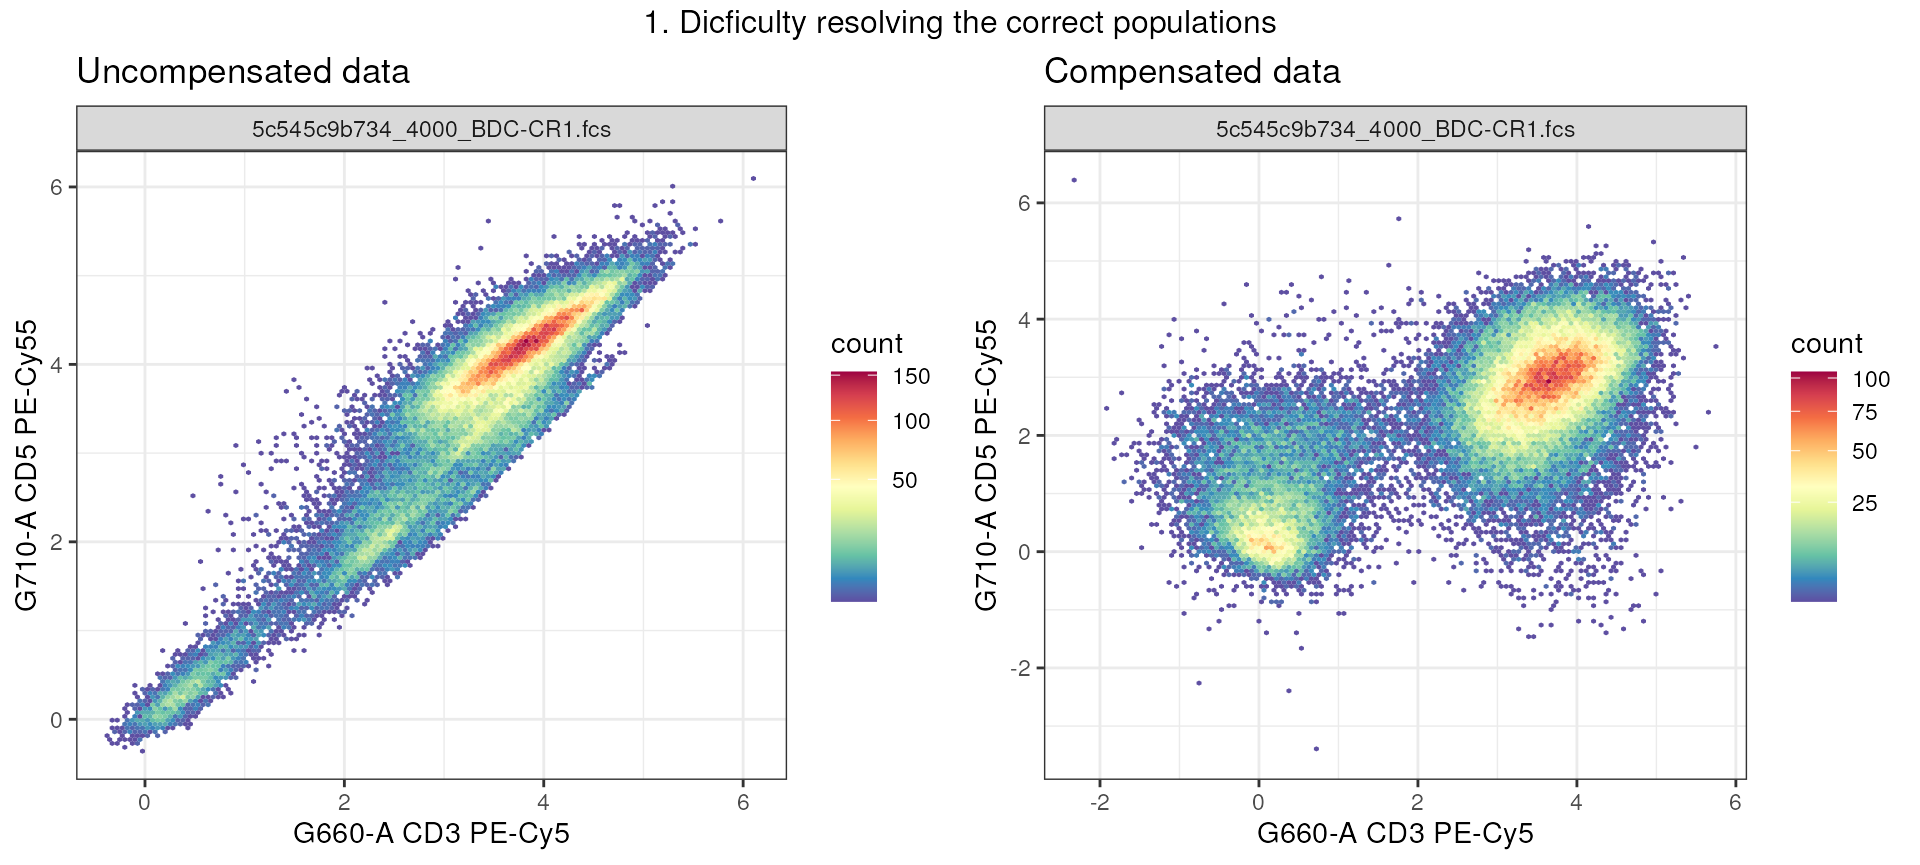 1. Dicficulty resolving the correct populations
Uncompensated data
5c545c9b734_4000_BDC-CR1.fcs
G710-A CD5 PE-Cy55
6
4
2
0
0
2
4
6
G660-A CD3 PE-Cy5
count
150
100
50
Compensated data
5c545c9b734_4000_BDC-CR1.fcs
G710-A CD5 PE-Cy55
6
4
2
0
-2
-2
0
2
4
6
G660-A CD3 PE-Cy5
count
100
75
50
25